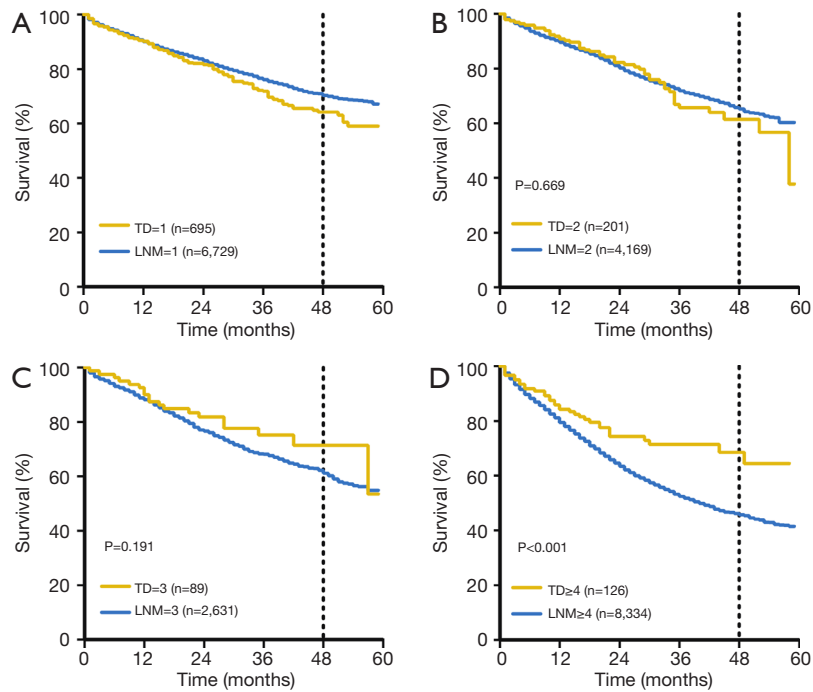 A
100
80
60
40
20
0
Survival (%)
TD=1 (n=695)
LNM=1 (n=6,729)
0 12 24 36 48 60
Time (months)
B
100
80
60
40
20
0
Survival (%)
P=0.669
TD=2 (n=201)
LNM=2 (n=4,169)
0 12 24 36 48 60
Time (months)
C
100
80
60
40
20
0
Survival (%)
P=0.191
TD=3 (n=89)
LNM=3 (n=2,631)
0 12 24 36 48 60
Time (months)
D
100
80
60
40
20
0
Survival (%)
P<0.001
TD≥4 (n=126)
LNM≥4 (n=8,334)
0 12 24 36 48 60
Time (months)